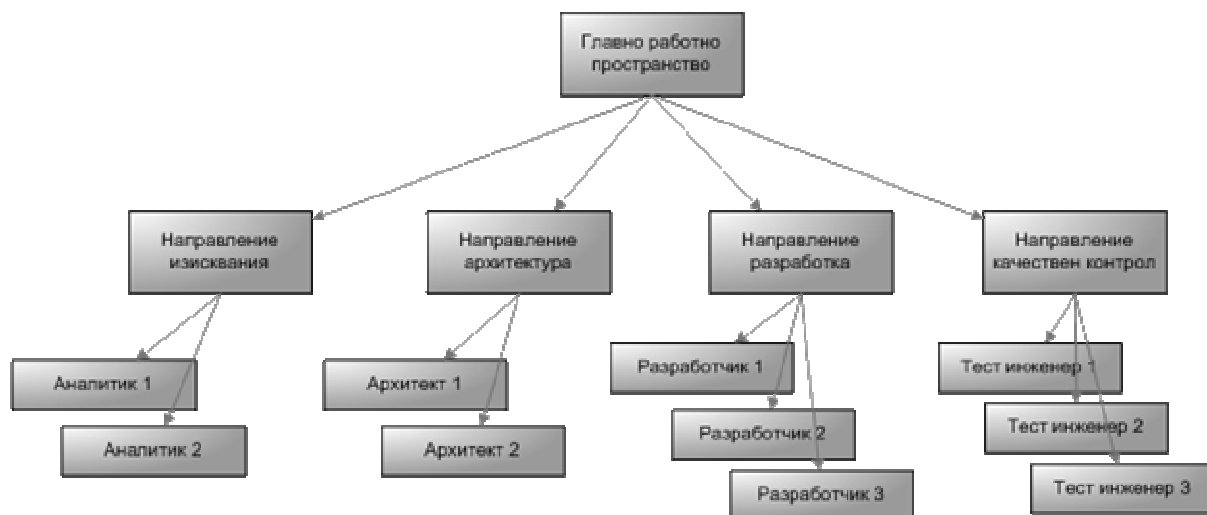 Главно работно
пространство
Направление
изисквания
Направление
архитектура
Направление
разработка
Направление
качествен контрол
Аналитик 1
Аналитик 2
Архитект 1
Архитект 2
Разработчик 1
Разработчик 2
Разработчик 3
Тест инженер 1
Тест инженер 2
Тест инженер 3